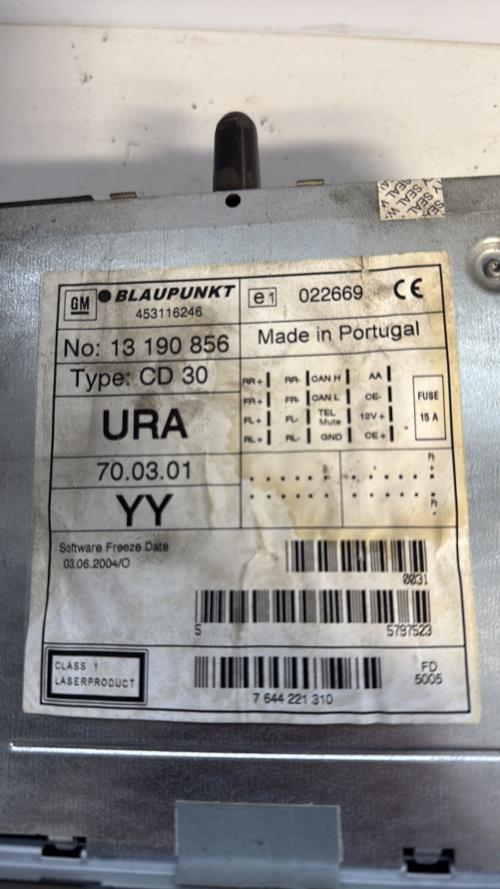 SEAL W
Y SEAL W.
GM BLAUPUNKT
453116246
e1 022669 CE
No: 13 190 856
Made in Portugal
Type: CD 30
RR+ RR- CAN H AA
FR+ FR- CAN L CE-
FL+ FL- TEL Mute 12V+
RL+ RL- GND CE+
FUSE
15 A
URA
70.03.01
YY
Software Freeze Date
03.06.2004/O
0031
5 5797523
CLASS 1
LASERPRODUCT
7 644 221 310
FD
5005